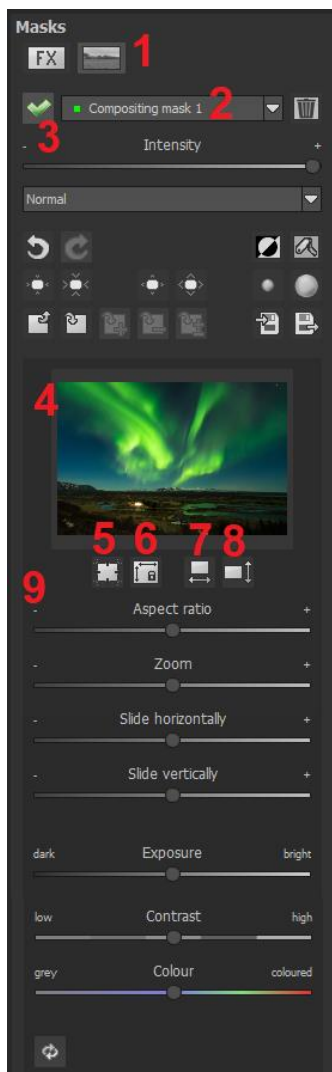 Masks
FX
1
Compositing mask 1
2
3
- Intensity +
Normal
4
5 6 7 8
9
- Aspect ratio +
- Zoom +
- Slide horizontally +
- Slide vertically +
dark Exposure bright
low Contrast high
grey Colour coloured